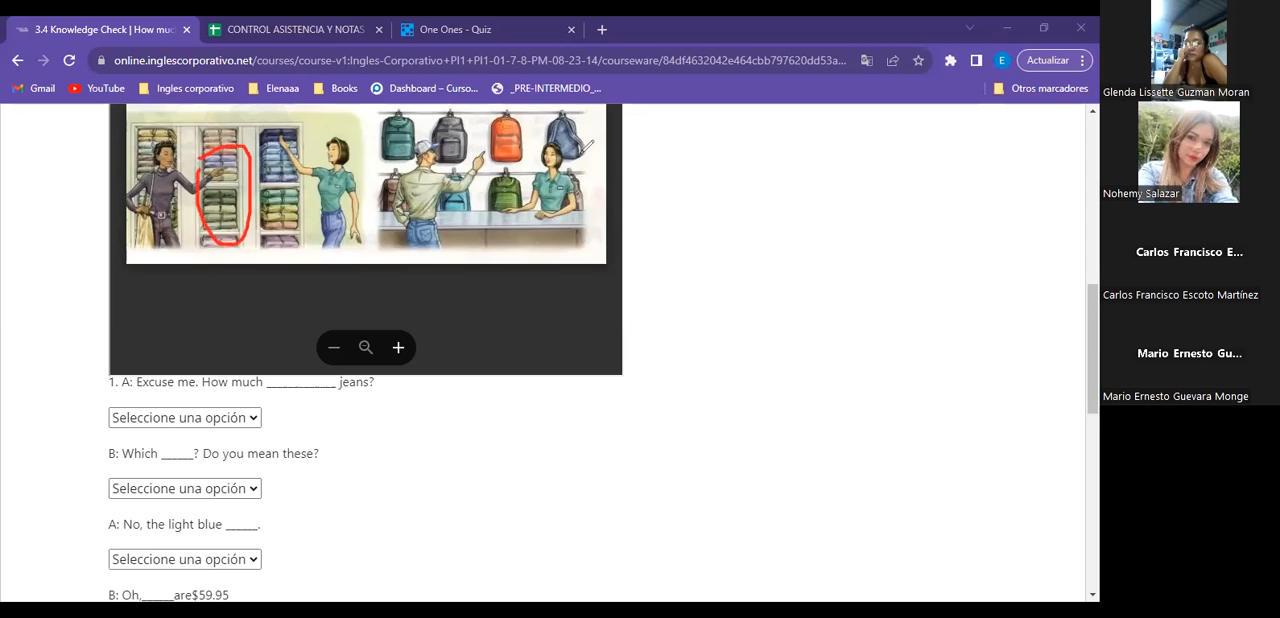 3.4 Knowledge Check | How muc
CONTROL ASISTENCIA Y NOTAS
One Ones - Quiz
online.inglescorporativo.net/courses/course-v1:Ingles-Corporativo+PI1+PI1-01-7-8-PM-08-23-14/courseware/84df4632042e464cbb797620dd53a...
E
Actualizar
Gmail
YouTube
Ingles corporativo
Elenaaa
Books
Dashboard – Curso...
_PRE-INTERMEDIO_...
Otros marcadores
1. A: Excuse me. How much _____________ jeans?
Seleccione una opción
B: Which ______? Do you mean these?
Seleccione una opción
A: No, the light blue ______.
Seleccione una opción
B: Oh,______are$59.95
Glenda Lissette Guzman Moran
Nohemy Salazar
Carlos Francisco E...
Carlos Francisco Escoto Martínez
Mario Ernesto Gu...
Mario Ernesto Guevara Monge